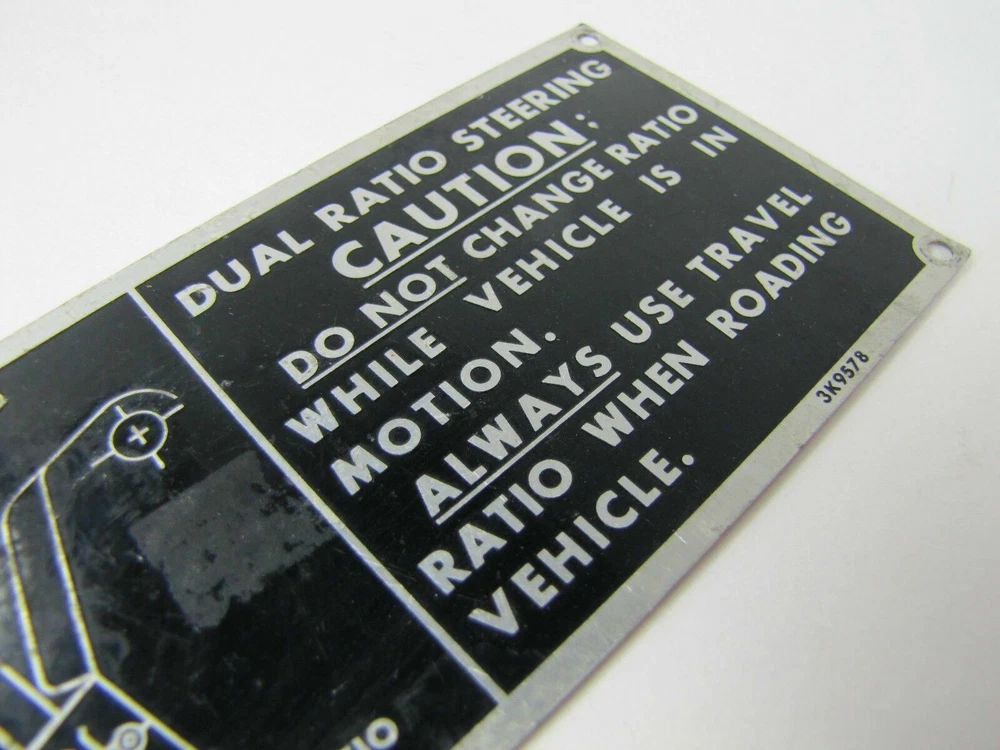 DUAL RATIO STEERING
CAUTION:
DO NOT CHANGE RATIO
WHILE VEHICLE IS IN
MOTION.
ALWAYS USE TRAVEL
RATIO WHEN ROADING
VEHICLE.
3K9578